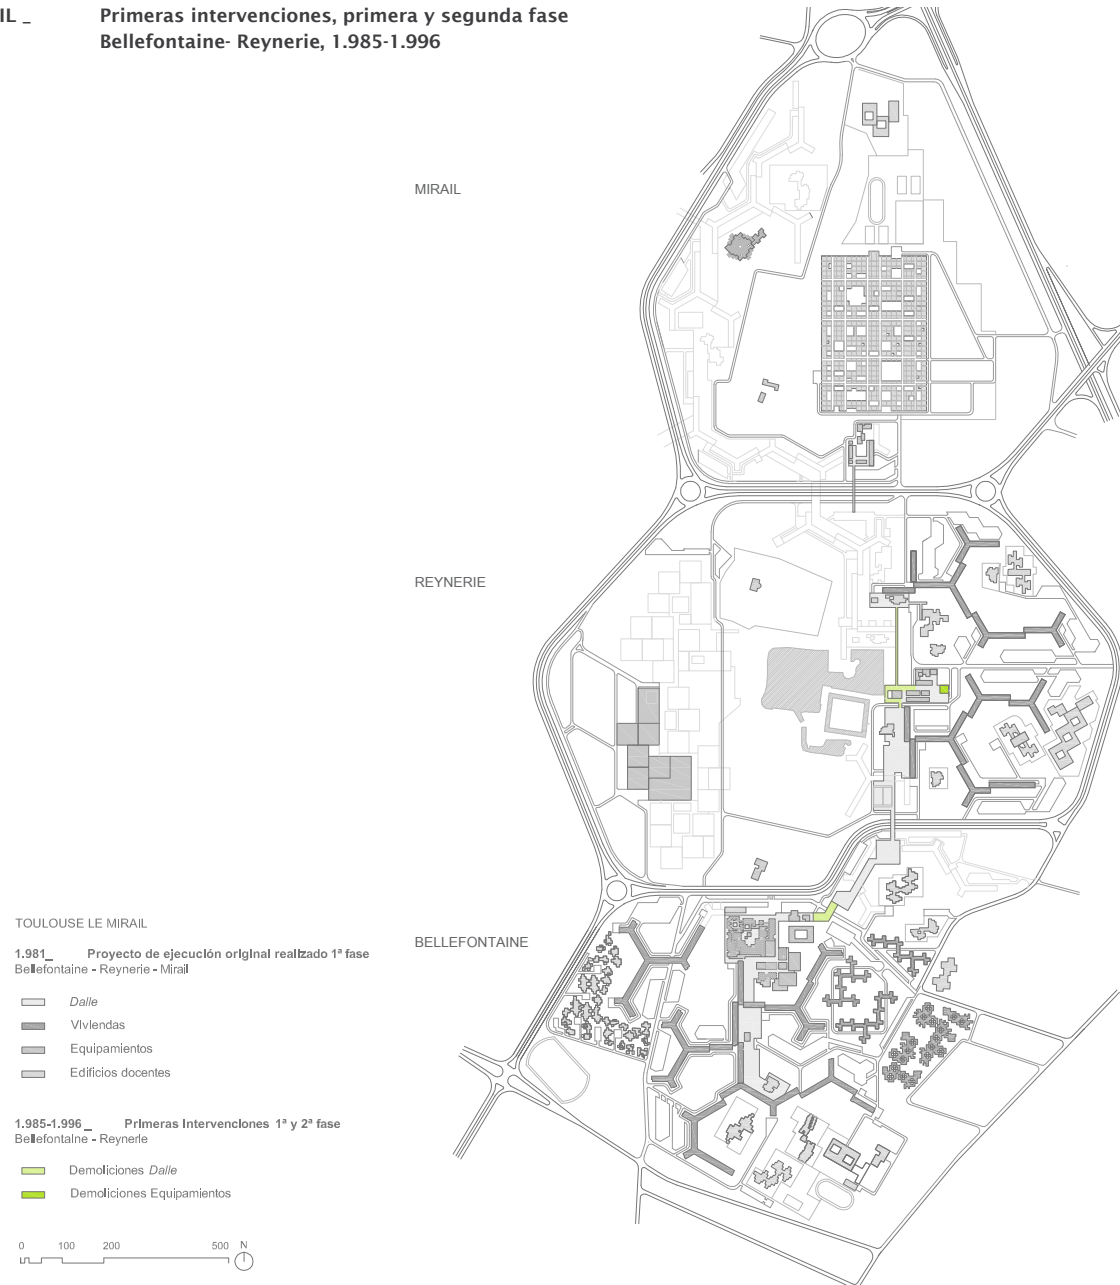 IL _ Primeras intervenciones, primera y segunda fase
Bellefontaine- Reynerie, 1.985-1.996
MIRAIL
REYNERIE
BELLEFONTAINE
TOULOUSE LE MIRAIL
1.981_ Proyecto de ejecución original realizado 1ª fase
Bellefontaine - Reynerie - Mirail
Dalle
Viviendas
Equipamientos
Edificios docentes
1.985-1.996_ Primeras Intervenciones 1ª y 2ª fase
Bellefontaine - Reynerie
Demoliciones Dalle
Demoliciones Equipamientos
0 100 200 500 N